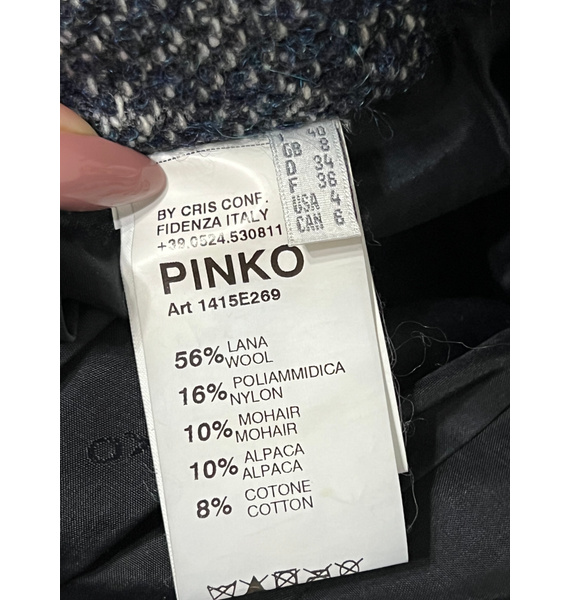 40
GB 8
D 34
F 36
USA 4
CAN 6
BY CRIS CONF.
FIDENZA ITALY
+39.0524.530811
PINKO
Art 1415E269
56% LANA
WOOL
16% POLIAMMIDICA
NYLON
10% MOHAIR
MOHAIR
10% ALPACA
ALPACA
8% COTONE
COTTON